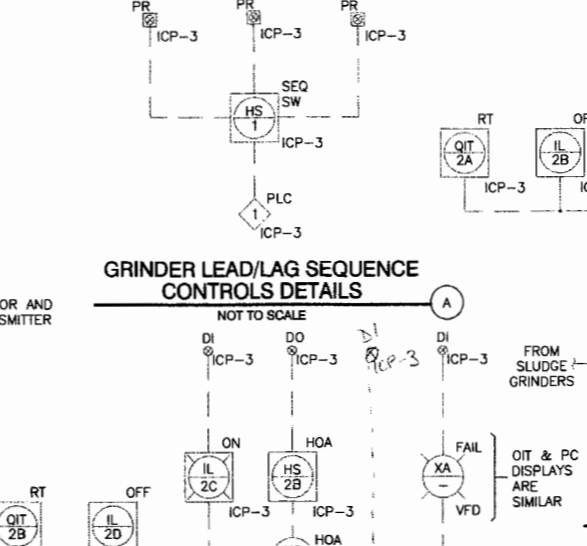 PR PR PR
ICP-3 ICP-3 ICP-3
SEQ
SW
HS
1
ICP-3
PLC
1
ICP-3
RT
QIT
2A
ICP-3
IL
2B
GRINDER LEAD/LAG SEQUENCE
CONTROLS DETAILS
NOT TO SCALE
A
OR AND
SMITTER
DI DO DI DI
ICP-3 ICP-3 ICP-3 ICP-3
FROM
SLUDGE
GRINDERS
ON
IL
2C
ICP-3
HOA
HS
2B
ICP-3
HOA
FAIL
XA
–
VFD
OIT & PC
DISPLAYS
ARE
SIMILAR
RT
QIT
2B
OFF
IL
2D